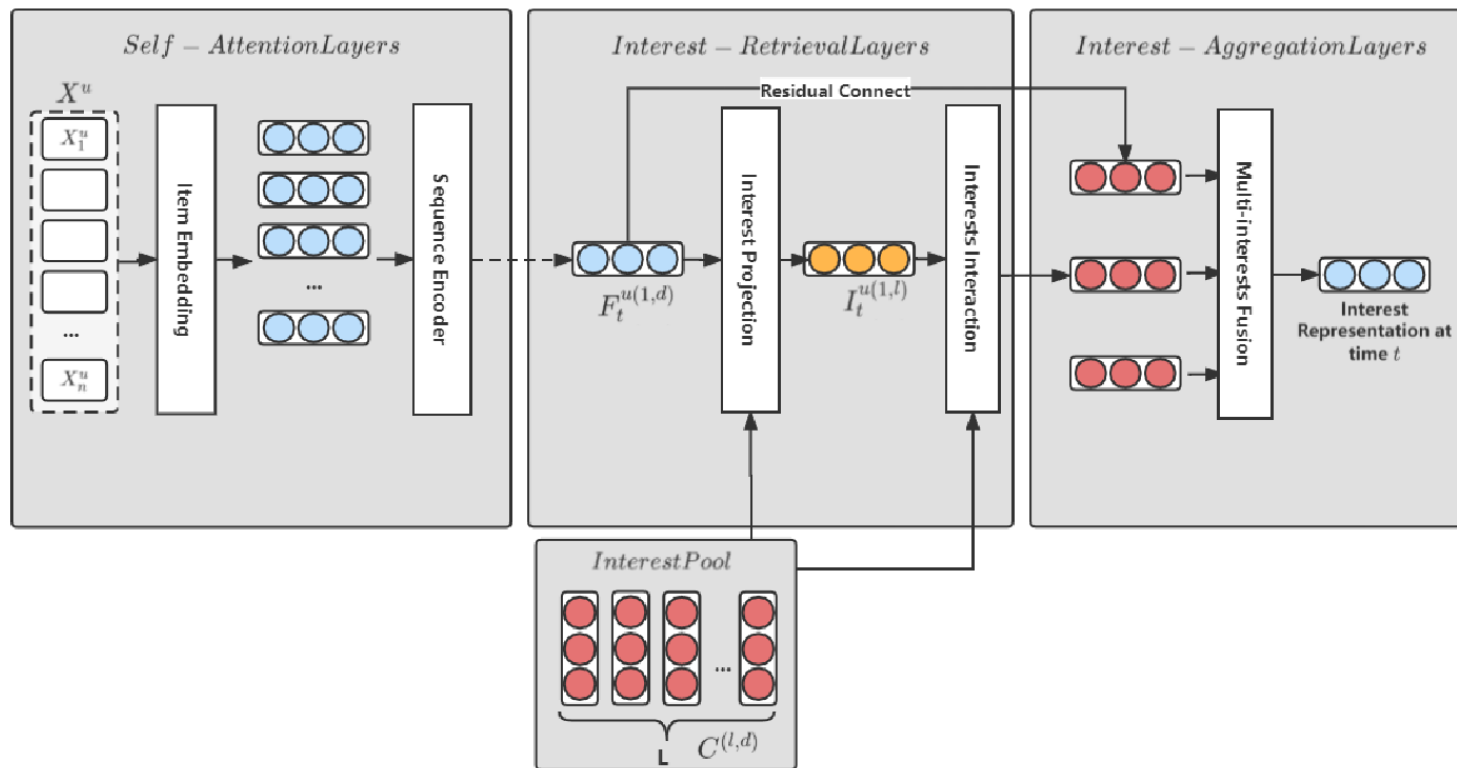 Self − AttentionLayers
X^u
X_1^u
...
X_n^u
Item Embedding
...
Sequence Encoder
Interest − RetrievalLayers
Residual Connect
F_t^{u(1,d)}
Interest Projection
I_t^{u(1,l)}
Interests Interaction
Interest − AggregationLayers
Multi-interests Fusion
Interest
Representation at
time t
InterestPool
...
L
C^{(l,d)}